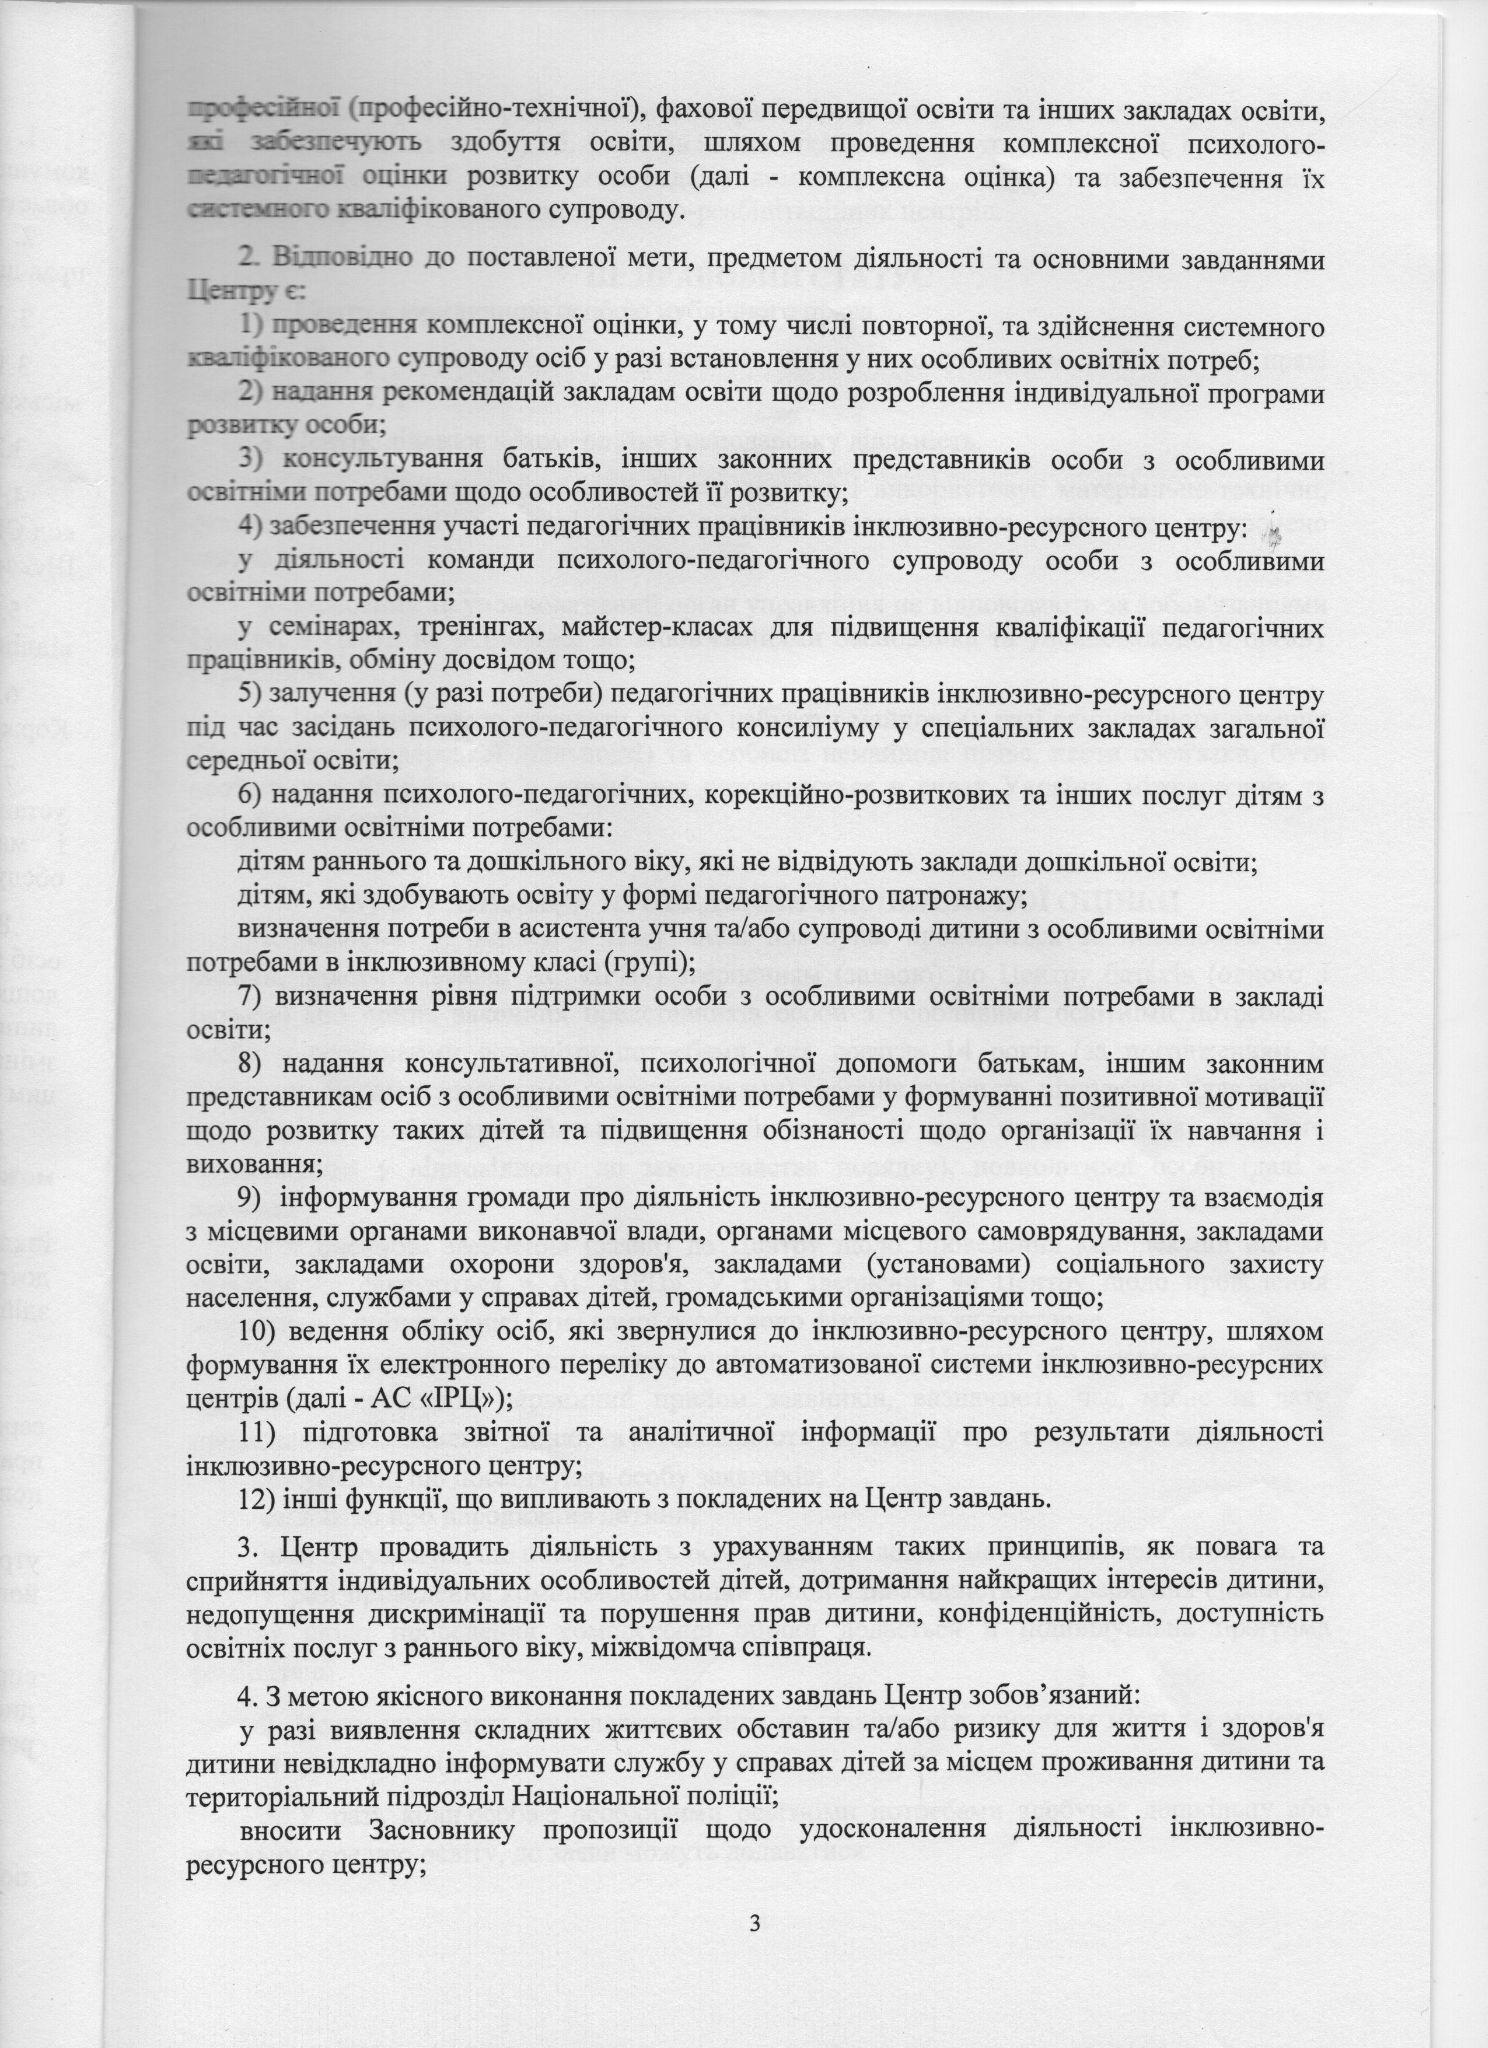 професійної (професійно-технічної), фахової передвищої освіти та інших закладах освіти,
які забезпечують здобуття освіти, шляхом проведення комплексної психолого-
педагогічної оцінки розвитку особи (далі - комплексна оцінка) та забезпечення їх
системного кваліфікованого супроводу.
2. Відповідно до поставленої мети, предметом діяльності та основними завданнями
Центру є:
1) проведення комплексної оцінки, у тому числі повторної, та здійснення системного
кваліфікованого супроводу осіб у разі встановлення у них особливих освітніх потреб;
2) надання рекомендацій закладам освіти щодо розроблення індивідуальної програми
розвитку особи;
3) консультування батьків, інших законних представників особи з особливими
освітніми потребами щодо особливостей її розвитку;
4) забезпечення участі педагогічних працівників інклюзивно-ресурсного центру:
у діяльності команди психолого-педагогічного супроводу особи з особливими
освітніми потребами;
у семінарах, тренінгах, майстер-класах для підвищення кваліфікації педагогічних
працівників, обміну досвідом тощо;
5) залучення (у разі потреби) педагогічних працівників інклюзивно-ресурсного центру
під час засідань психолого-педагогічного консиліуму у спеціальних закладах загальної
середньої освіти;
6) надання психолого-педагогічних, корекційно-розвиткових та інших послуг дітям з
особливими освітніми потребами:
дітям раннього та дошкільного віку, які не відвідують заклади дошкільної освіти;
дітям, які здобувають освіту у формі педагогічного патронажу;
визначення потреби в асистента учня та/або супроводі дитини з особливими освітніми
потребами в інклюзивному класі (групі);
7) визначення рівня підтримки особи з особливими освітніми потребами в закладі
освіти;
8) надання консультативної, психологічної допомоги батькам, іншим законним
представникам осіб з особливими освітніми потребами у формуванні позитивної мотивації
щодо розвитку таких дітей та підвищення обізнаності щодо організації їх навчання і
виховання;
9) інформування громади про діяльність інклюзивно-ресурсного центру та взаємодія
з місцевими органами виконавчої влади, органами місцевого самоврядування, закладами
освіти, закладами охорони здоров'я, закладами (установами) соціального захисту
населення, службами у справах дітей, громадськими організаціями тощо;
10) ведення обліку осіб, які звернулися до інклюзивно-ресурсного центру, шляхом
формування їх електронного переліку до автоматизованої системи інклюзивно-ресурсних
центрів (далі - АС «ІРЦ»);
11) підготовка звітної та аналітичної інформації про результати діяльності
інклюзивно-ресурсного центру;
12) інші функції, що випливають з покладених на Центр завдань.
3. Центр провадить діяльність з урахуванням таких принципів, як повага та
сприйняття індивідуальних особливостей дітей, дотримання найкращих інтересів дитини,
недопущення дискримінації та порушення прав дитини, конфіденційність, доступність
освітніх послуг з раннього віку, міжвідомча співпраця.
4. З метою якісного виконання покладених завдань Центр зобов’язаний:
у разі виявлення складних життєвих обставин та/або ризику для життя і здоров'я
дитини невідкладно інформувати службу у справах дітей за місцем проживання дитини та
територіальний підрозділ Національної поліції;
вносити Засновнику пропозиції щодо удосконалення діяльності інклюзивно-
ресурсного центру;
3